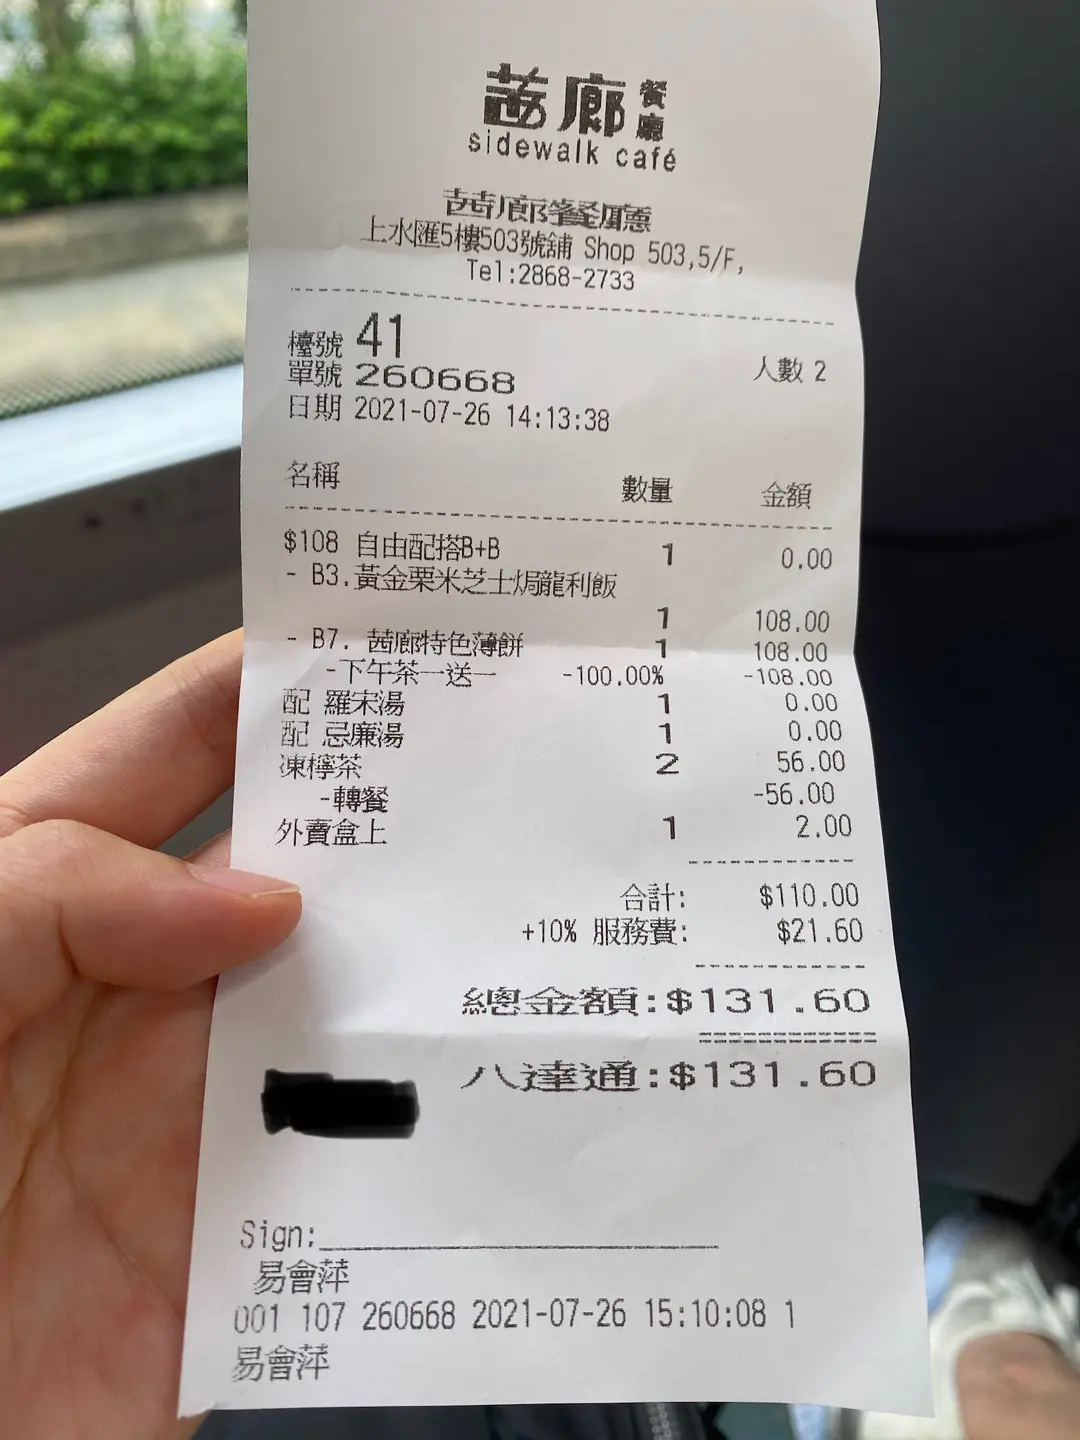 茜廊餐廳
sidewalk café
茜廊餐廳
上水匯5樓503號舖 Shop 503,5/F,
Tel:2868-2733
檯號 41
人數 2
單號 260668
日期 2021-07-26 14:13:38
名稱 數量 金額
$108 自由配搭B+B 1 0.00
- B3.黃金粟米芝士焗龍利飯
1 108.00
- B7. 茜廊特色薄餅 1 108.00
-下午茶一送一 -100.00% -108.00
配 羅宋湯 1 0.00
配 忌廉湯 1 0.00
凍檸茶 2 56.00
-轉餐 -56.00
外賣盒上 1 2.00
合計: $110.00
+10% 服務費: $21.60
總金額:$131.60
八達通:$131.60
Sign:
易會萍
001 107 260668 2021-07-26 15:10:08 1
易會萍